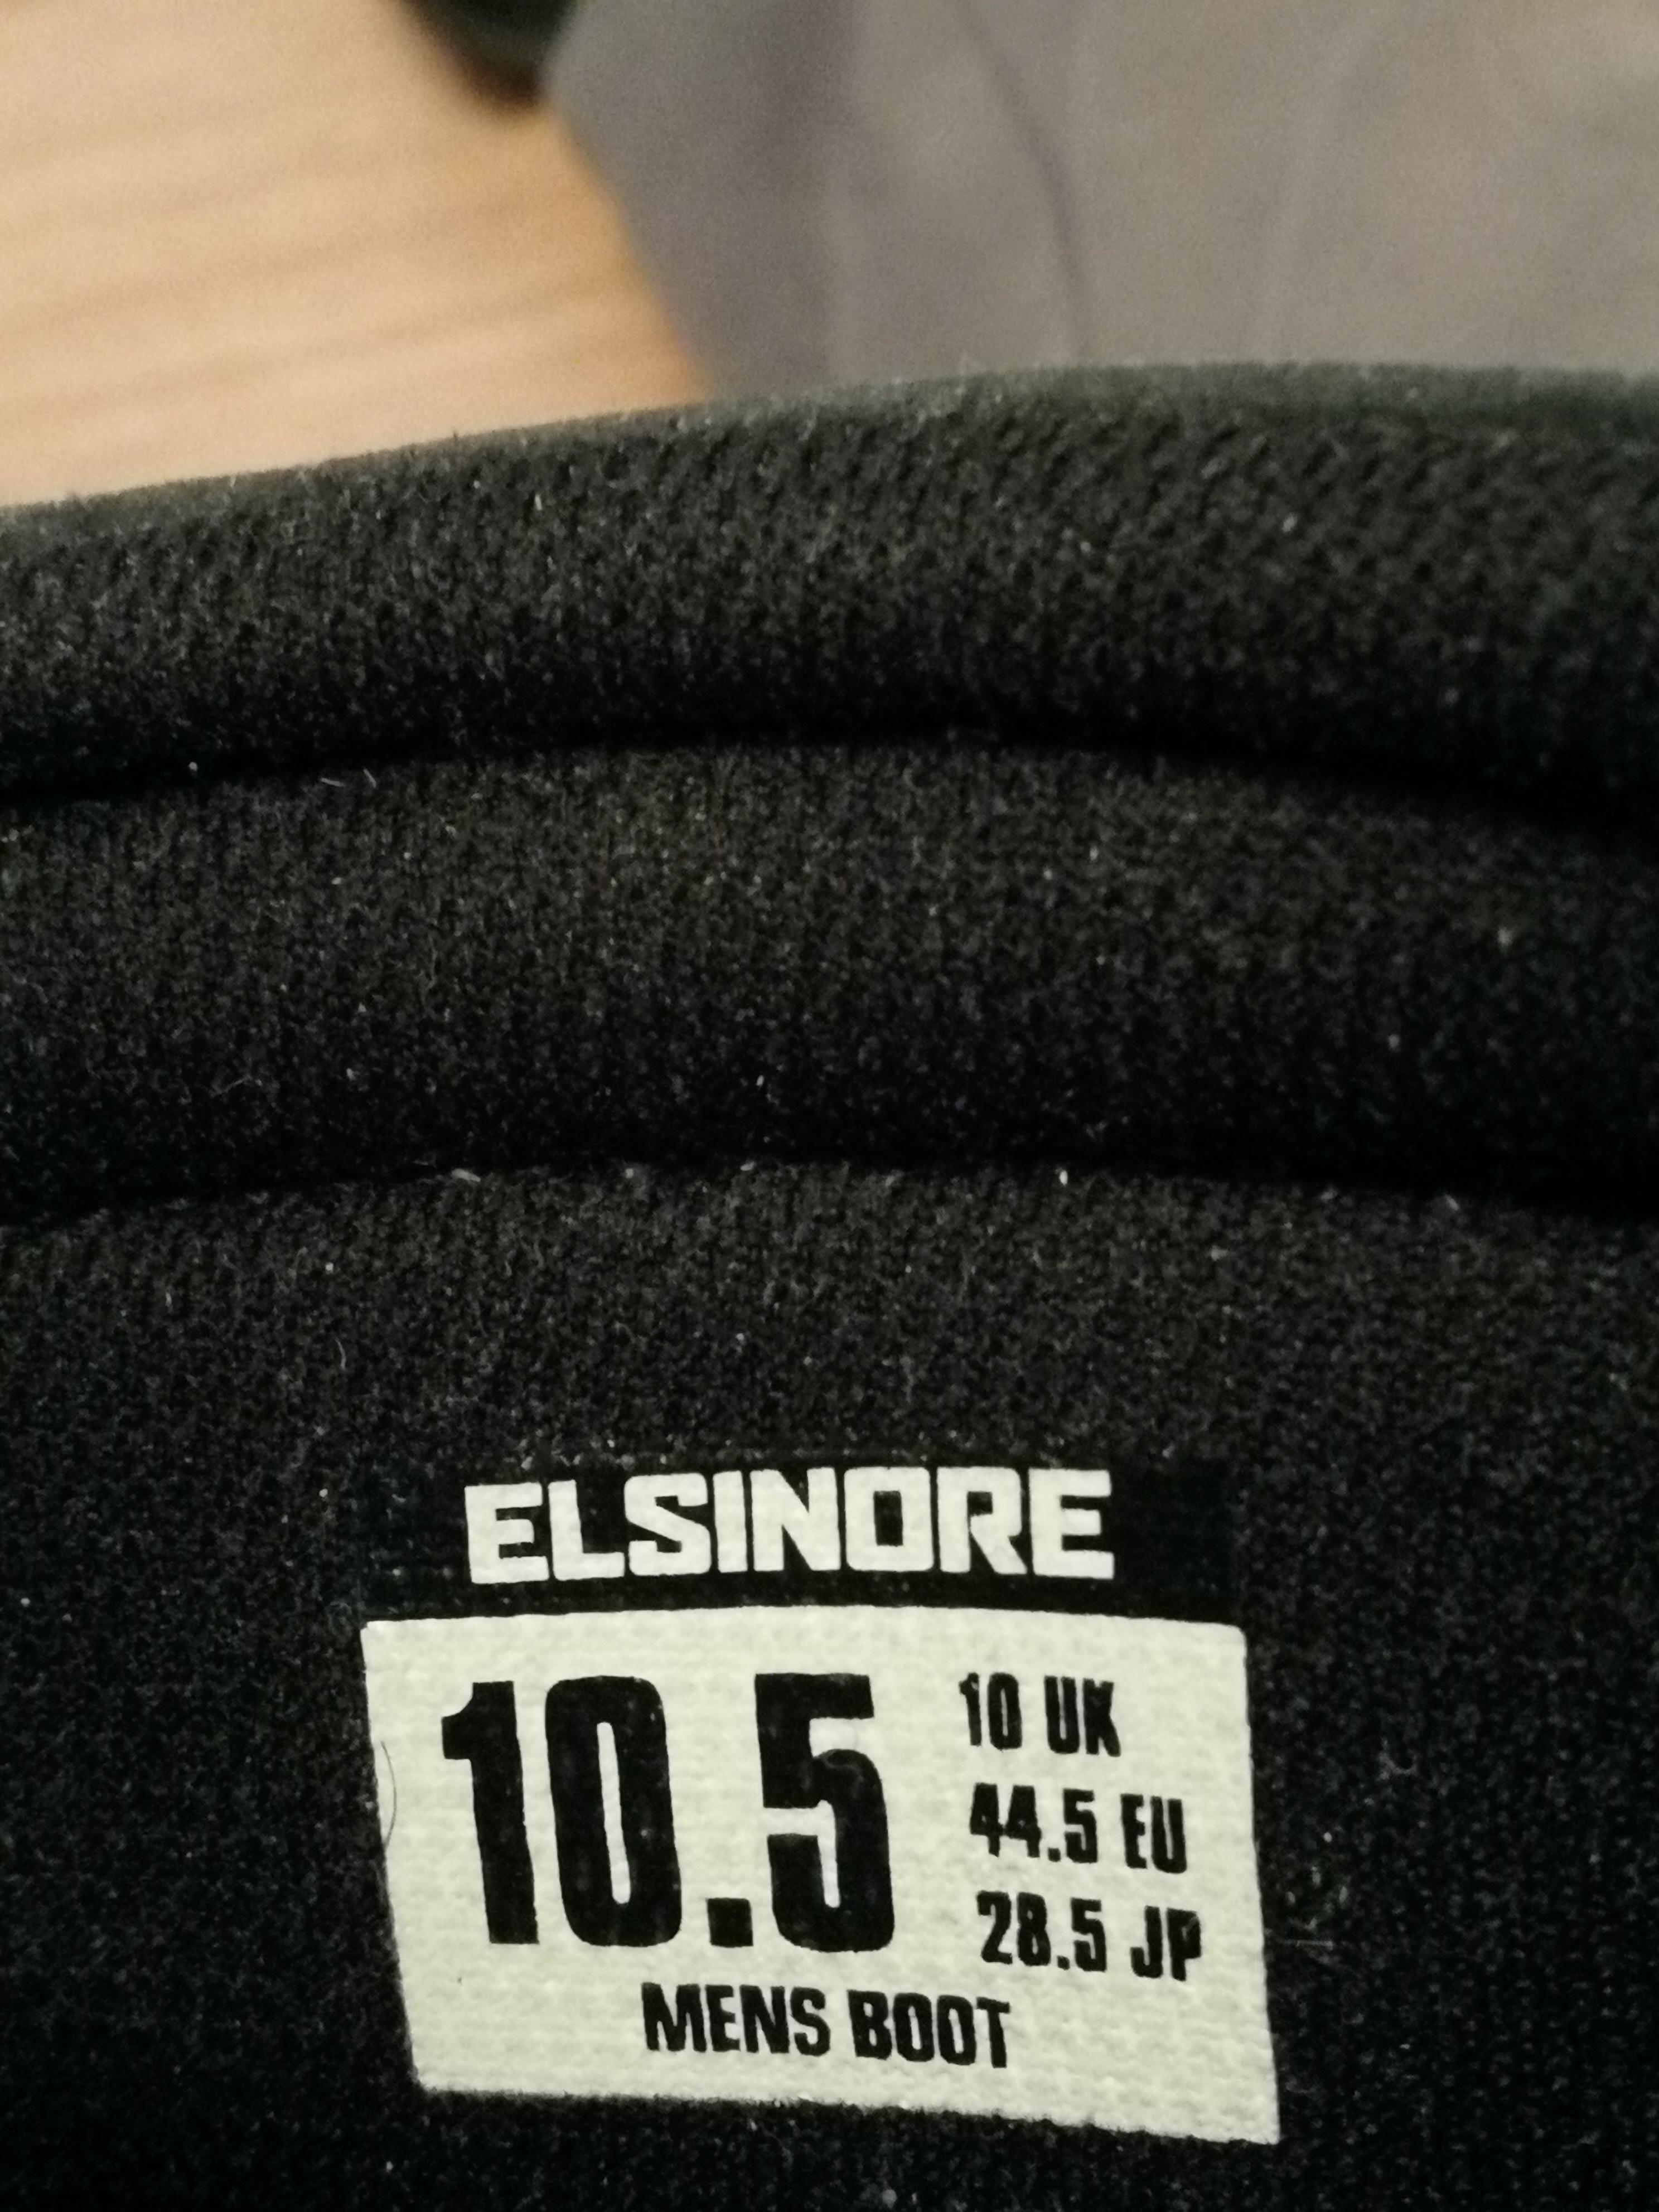 ELSINORE
10.5
10 UK
44.5 EU
28.5 JP
MENS BOOT